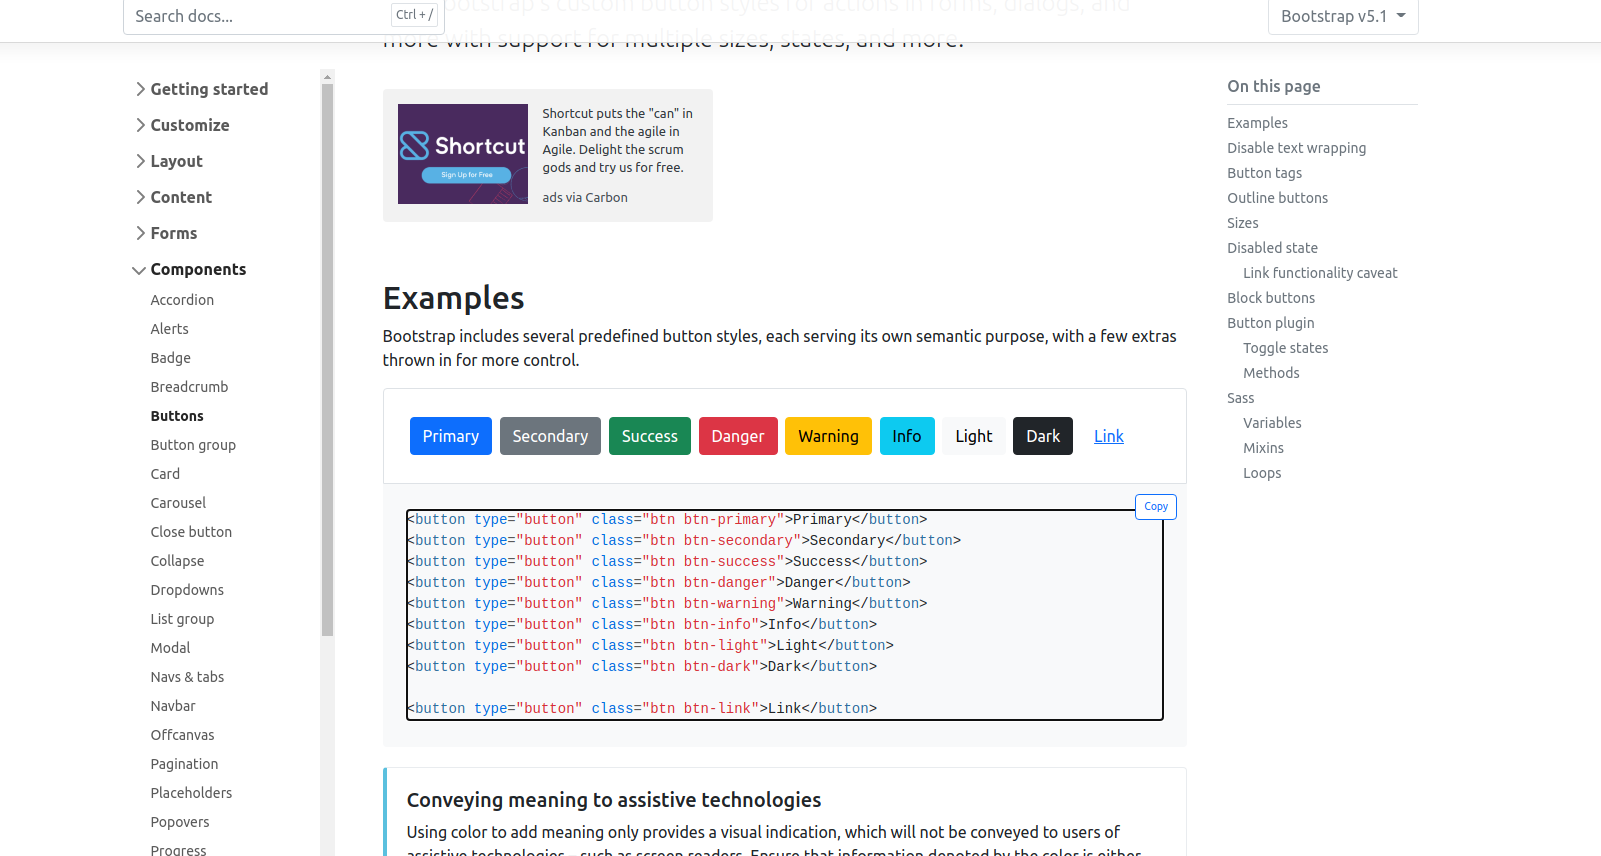 Search docs...
Ctrl + /
Bootstrap v5.1
Bootstrap's custom button styles for actions in forms, dialogs, and
more with support for multiple sizes, states, and more.
Getting started
Customize
Layout
Content
Forms
Components
Accordion
Alerts
Badge
Breadcrumb
Buttons
Button group
Card
Carousel
Close button
Collapse
Dropdowns
List group
Modal
Navs & tabs
Navbar
Offcanvas
Pagination
Placeholders
Popovers
Progress
Shortcut
Sign Up for Free
Shortcut puts the "can" in
Kanban and the agile in
Agile. Delight the scrum
gods and try us for free.
ads via Carbon
Examples
Bootstrap includes several predefined button styles, each serving its own semantic purpose, with a few extras
thrown in for more control.
Primary Secondary Success Danger Warning Info Light Dark Link
Copy
<button type="button" class="btn btn-primary">Primary</button>
<button type="button" class="btn btn-secondary">Secondary</button>
<button type="button" class="btn btn-success">Success</button>
<button type="button" class="btn btn-danger">Danger</button>
<button type="button" class="btn btn-warning">Warning</button>
<button type="button" class="btn btn-info">Info</button>
<button type="button" class="btn btn-light">Light</button>
<button type="button" class="btn btn-dark">Dark</button>
<button type="button" class="btn btn-link">Link</button>
Conveying meaning to assistive technologies
Using color to add meaning only provides a visual indication, which will not be conveyed to users of
assistive technologies – such as screen readers. Ensure that information denoted by the color is either
On this page
Examples
Disable text wrapping
Button tags
Outline buttons
Sizes
Disabled state
Link functionality caveat
Block buttons
Button plugin
Toggle states
Methods
Sass
Variables
Mixins
Loops